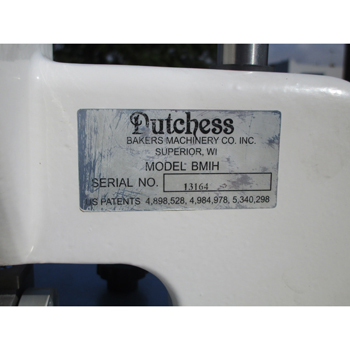 Dutchess
BAKERS MACHINERY CO. INC.
SUPERIOR, WI
MODEL BMIH
SERIAL NO. 13164
US PATENTS 4,898,528, 4,984,978, 5,340,298